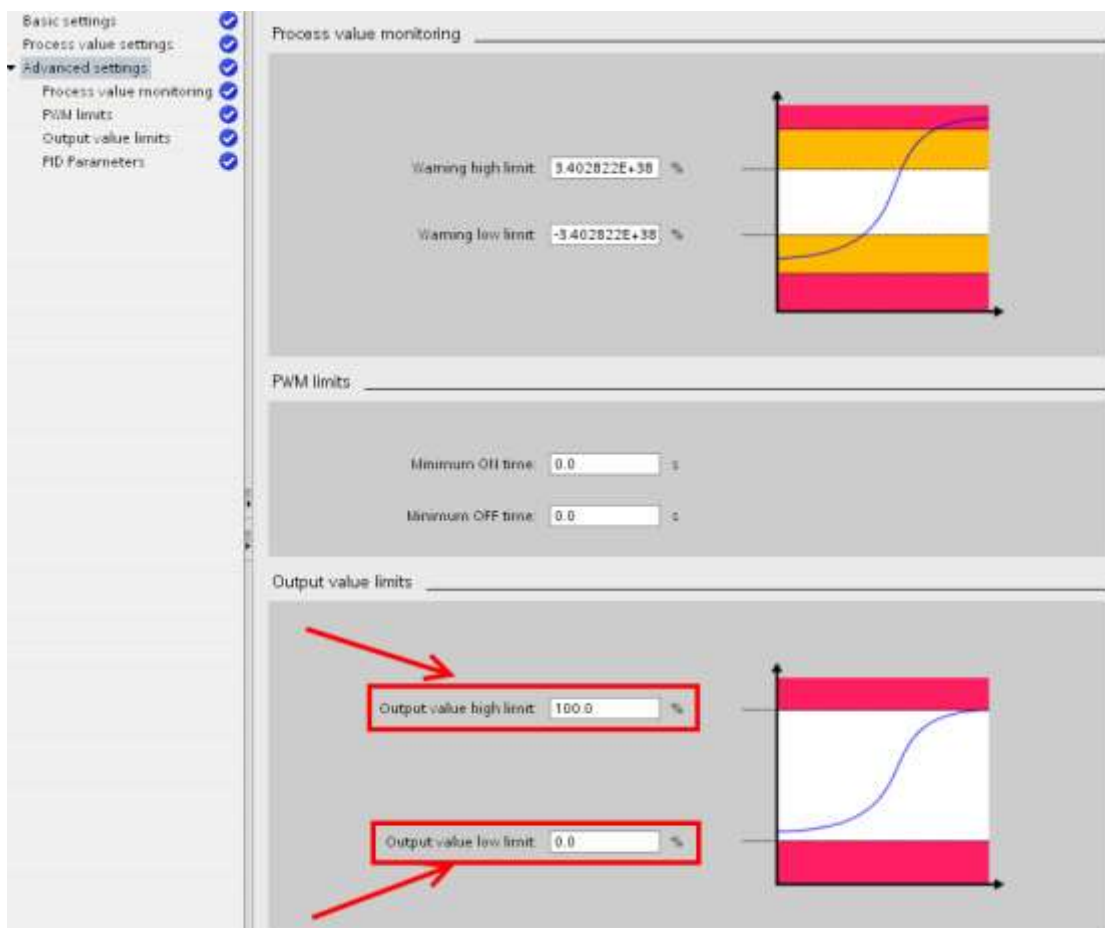 Basic settings
Process value settings
Advanced settings
Process value monitoring
PWM limits
Output value limits
PID Parameters
Process value monitoring
Warning high limit: 3.402822E+38 %
Warning low limit: -3.402822E+38 %
PWM limits
Minimum ON time: 0.0 s
Minimum OFF time: 0.0 s
Output value limits
Output value high limit: 100.0 %
Output value low limit: 0.0 %